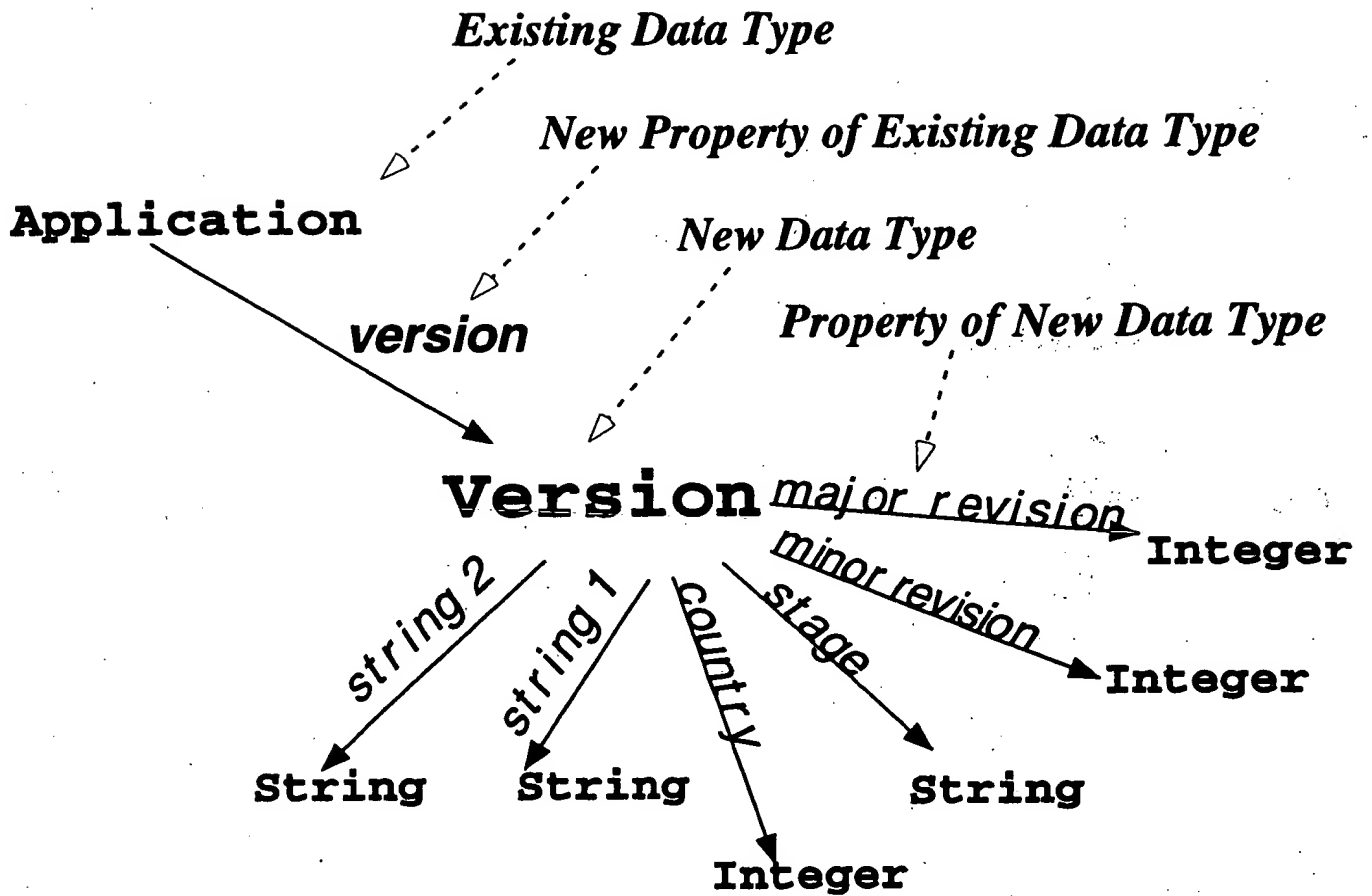 Existing Data Type
New Property of Existing Data Type
Application
New Data Type
version
Property of New Data Type
Version
major revision
Integer
minor revision
Integer
string 2
string 1
country
stage
String
String
String
Integer